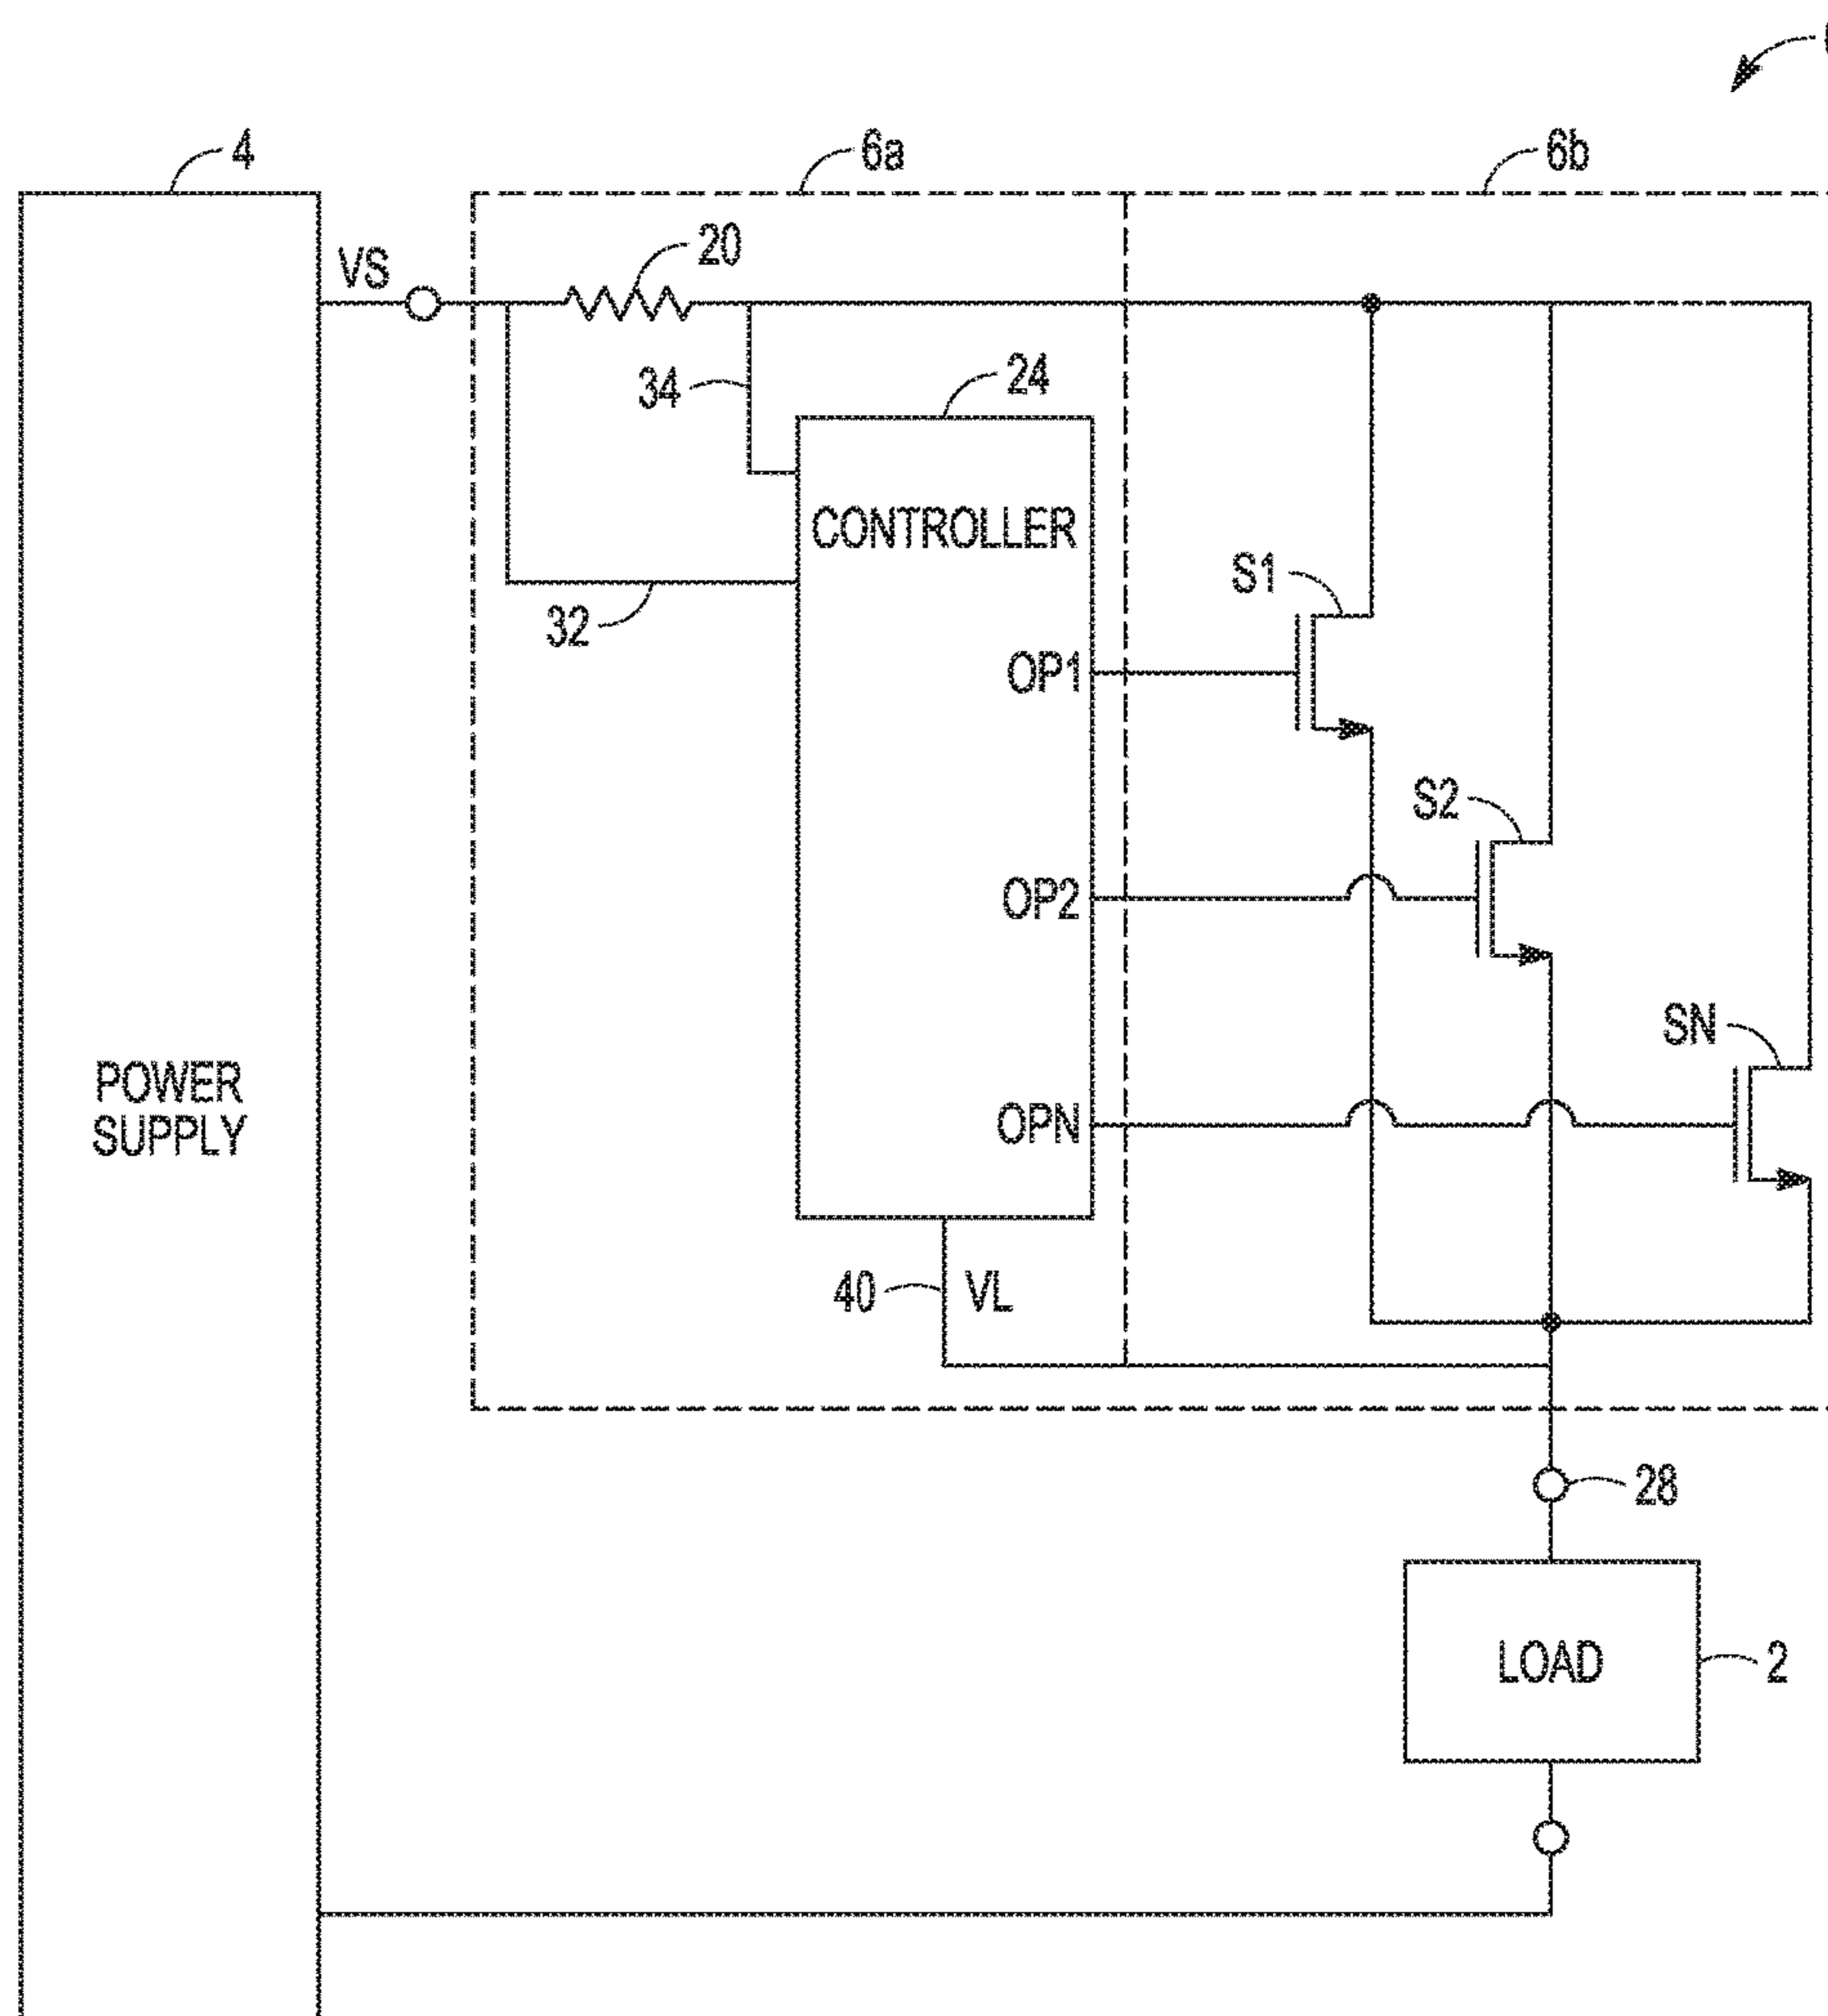 4
6a
6b
VS
20
34
24
CONTROLLER
32
S1
OP1
S2
OP2
SN
POWER
SUPPLY
OPN
40
VL
28
LOAD
2